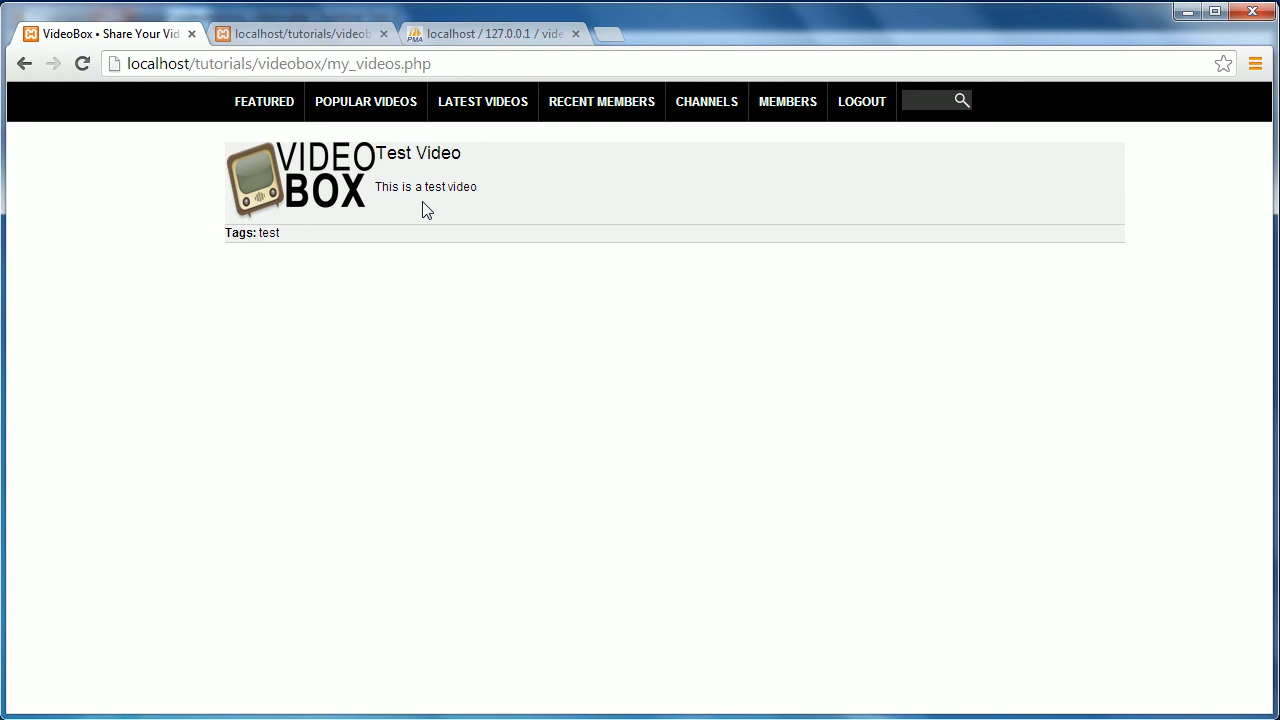 VideoBox • Share Your Vid
localhost/tutorials/videob
PMA
localhost / 127.0.0.1 / vide
localhost/tutorials/videobox/my_videos.php
FEATURED
POPULAR VIDEOS
LATEST VIDEOS
RECENT MEMBERS
CHANNELS
MEMBERS
LOGOUT
VIDEO
BOX
Test Video
This is a test video
Tags: test